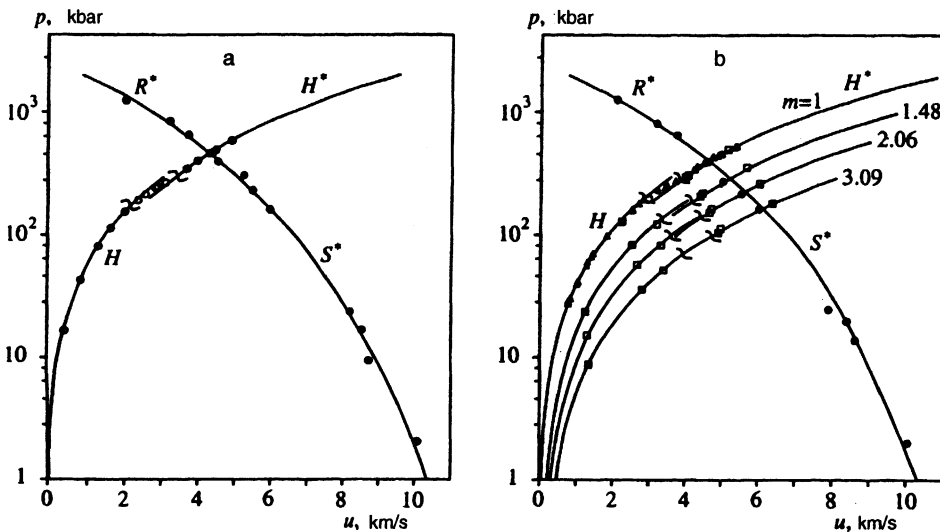 p, kbar
a
R*
H*
H
S*
10³
10²
10
1
0 2 4 6 8 10
u, km/s
p, kbar
b
R*
H*
m=1
1.48
2.06
3.09
H
S*
10³
10²
10
1
0 2 4 6 8 10
u, km/s